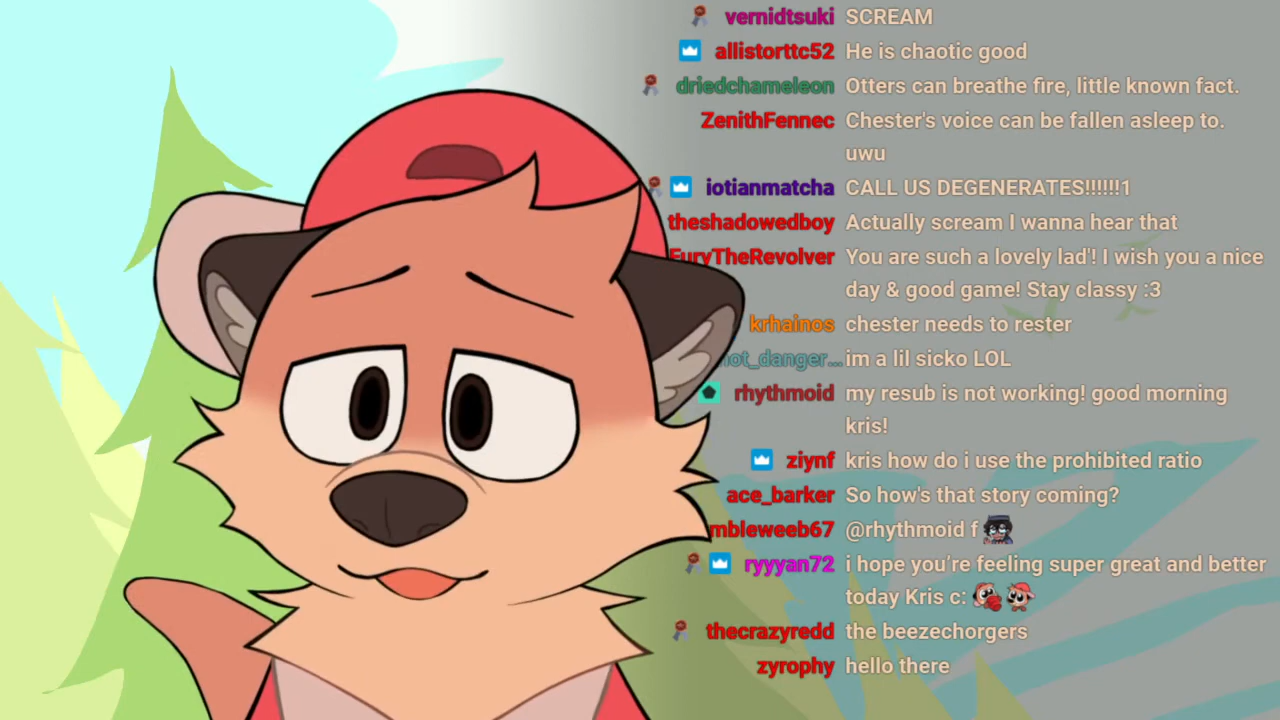 vernidtsuki SCREAM
allistorttc52 He is chaotic good
driedchameleon Otters can breathe fire, little known fact.
ZenithFennec Chester's voice can be fallen asleep to.
uwu
iotianmatcha CALL US DEGENERATES!!!!!!1
theshadowedboy Actually scream I wanna hear that
FuryTheRevolver You are such a lovely lad'! I wish you a nice
day & good game! Stay classy :3
krhainos chester needs to rester
not_danger... im a lil sicko LOL
rhythmoid my resub is not working! good morning
kris!
ziynf kris how do i use the prohibited ratio
ace_barker So how's that story coming?
mbleweeb67 @rhythmoid f
ryyyan72 i hope you're feeling super great and better
today Kris c:
thecrazyredd the beezechorgers
zyrophy hello there